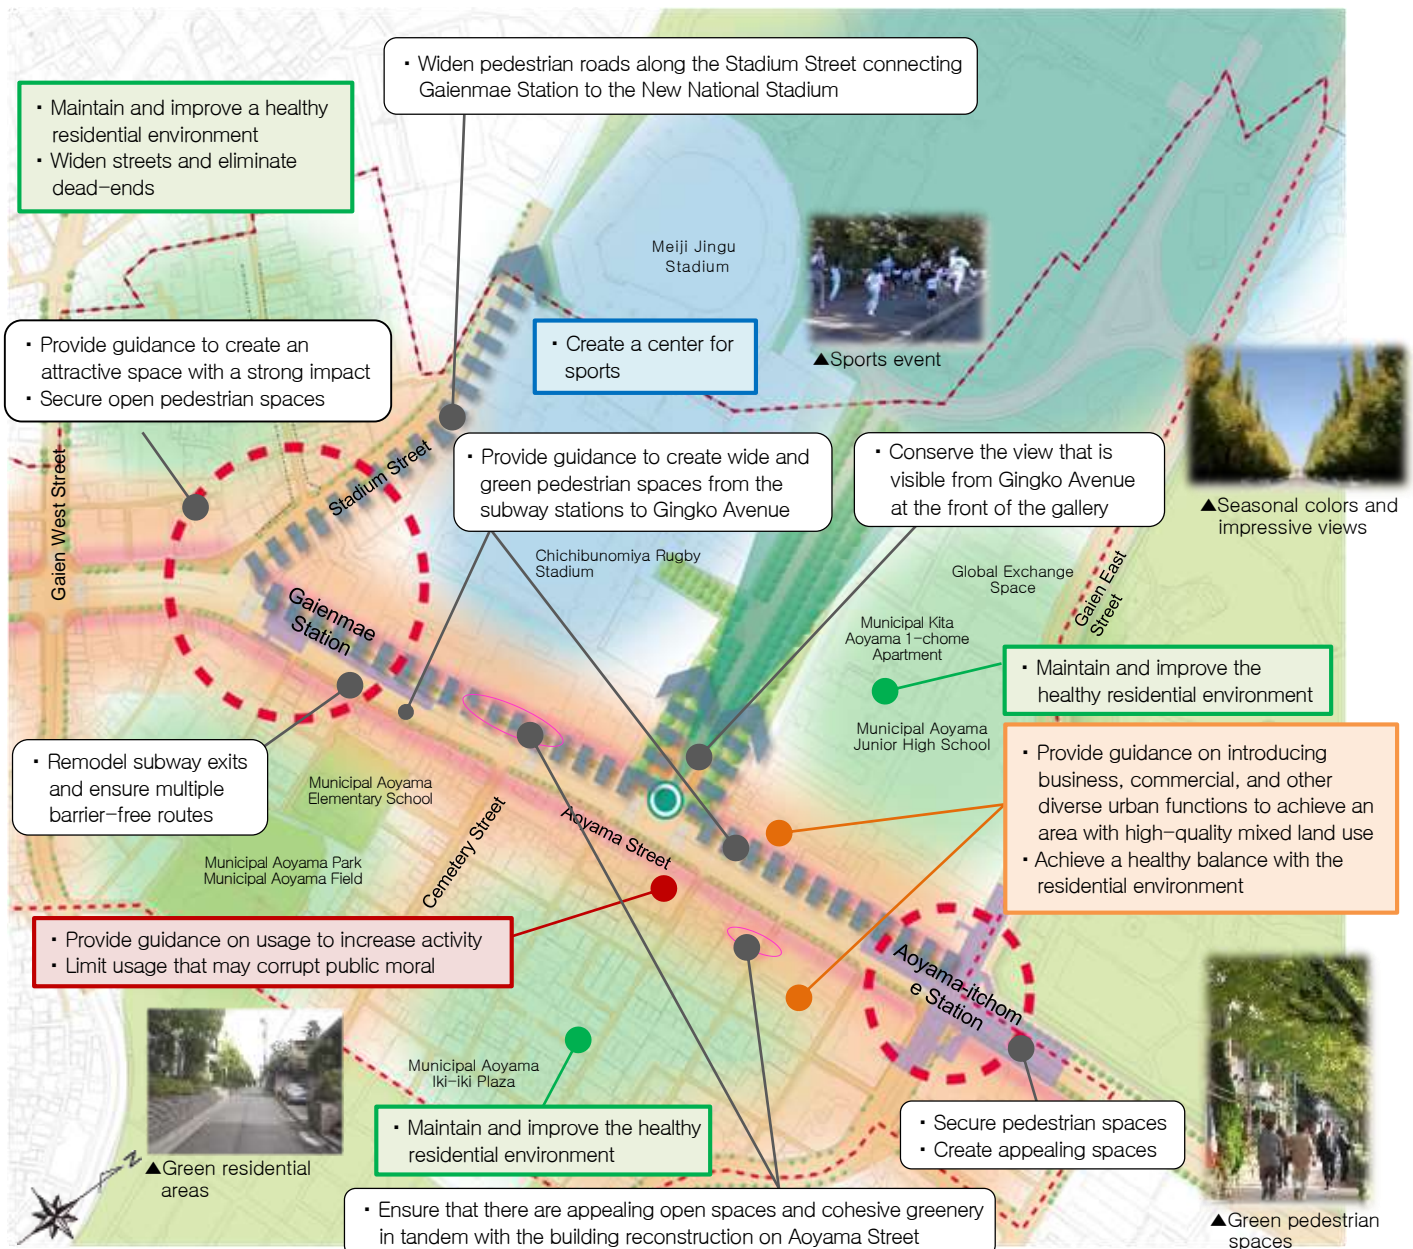 ・Widen pedestrian roads along the Stadium Street connecting
Gaienmae Station to the New National Stadium
・Maintain and improve a healthy
residential environment
・Widen streets and eliminate
dead-ends
Meiji Jingu
Stadium
・Provide guidance to create an
attractive space with a strong impact
・Secure open pedestrian spaces
・Create a center for
sports
▲Sports event
▲Seasonal colors and
impressive views
Gaien West Street
Stadium Street
・Provide guidance to create wide and
green pedestrian spaces from the
subway stations to Gingko Avenue
・Conserve the view that is
visible from Gingko Avenue
at the front of the gallery
Chichibunomiya Rugby
Stadium
Global Exchange
Space
Gaien East
Street
Gaienmae
Station
Municipal Kita
Aoyama 1-chome
Apartment
・Maintain and improve the
healthy residential environment
Municipal Aoyama
Junior High School
・Remodel subway exits
and ensure multiple
barrier-free routes
Municipal Aoyama
Elementary School
・Provide guidance on introducing
business, commercial, and other
diverse urban functions to achieve an
area with high-quality mixed land use
・Achieve a healthy balance with the
residential environment
Cemetery Street
Aoyama Street
Municipal Aoyama Park
Municipal Aoyama Field
・Provide guidance on usage to increase activity
・Limit usage that may corrupt public moral
Aoyama-itchom
e Station
Municipal Aoyama
Iki-iki Plaza
・Maintain and improve the healthy
residential environment
・Secure pedestrian spaces
・Create appealing spaces
N
▲Green residential
areas
・Ensure that there are appealing open spaces and cohesive greenery
in tandem with the building reconstruction on Aoyama Street
▲Green pedestrian
spaces